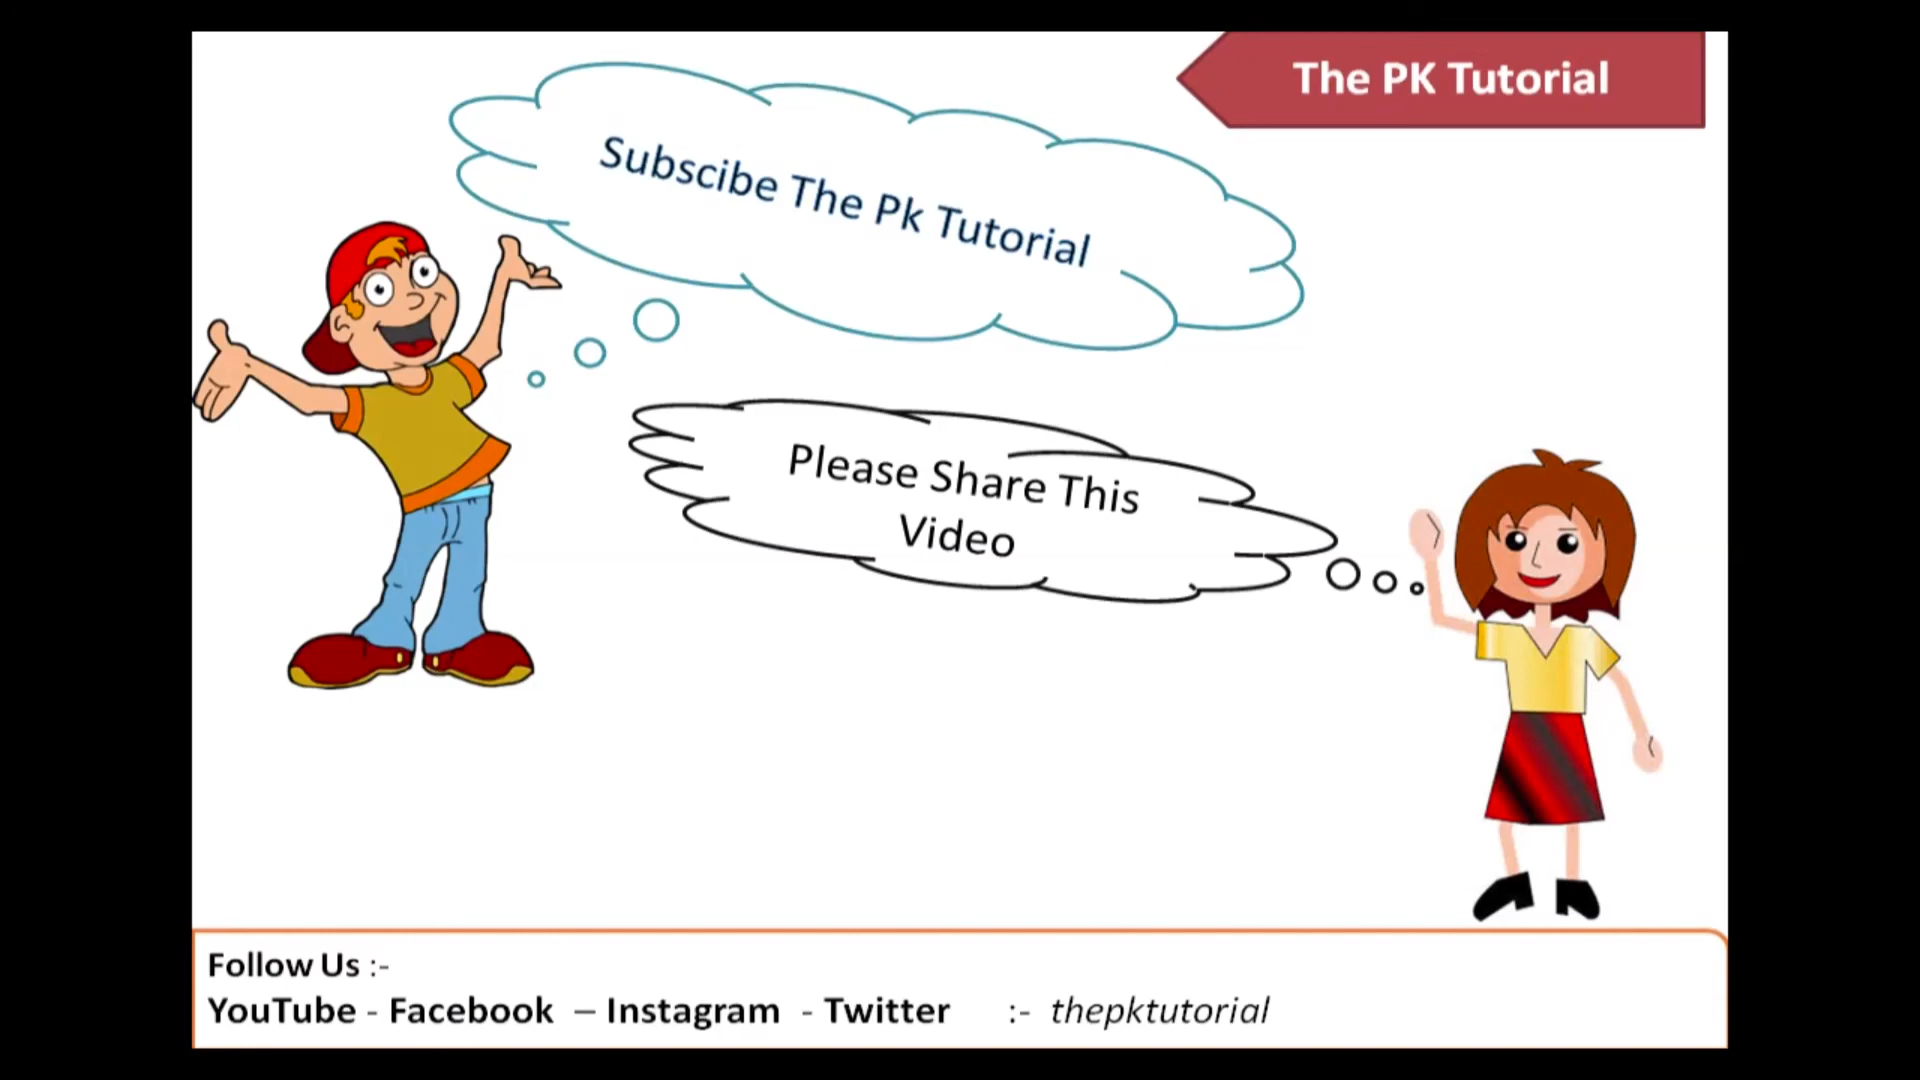 The PK Tutorial
Subscibe The Pk Tutorial
Please Share This
Video
Follow Us :-
YouTube - Facebook – Instagram - Twitter :- thepktutorial